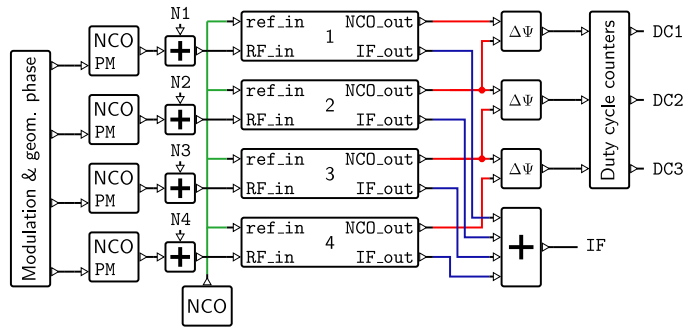 Modulation & geom. phase
NCO
PM
N1
+
ref_in
NCO_out
1
RF_in
IF_out
ΔΨ
DC1
NCO
PM
N2
+
ref_in
NCO_out
2
RF_in
IF_out
ΔΨ
DC2
NCO
PM
N3
+
ref_in
NCO_out
3
RF_in
IF_out
ΔΨ
DC3
Duty cycle counters
NCO
PM
N4
+
ref_in
NCO_out
4
RF_in
IF_out
+
IF
NCO